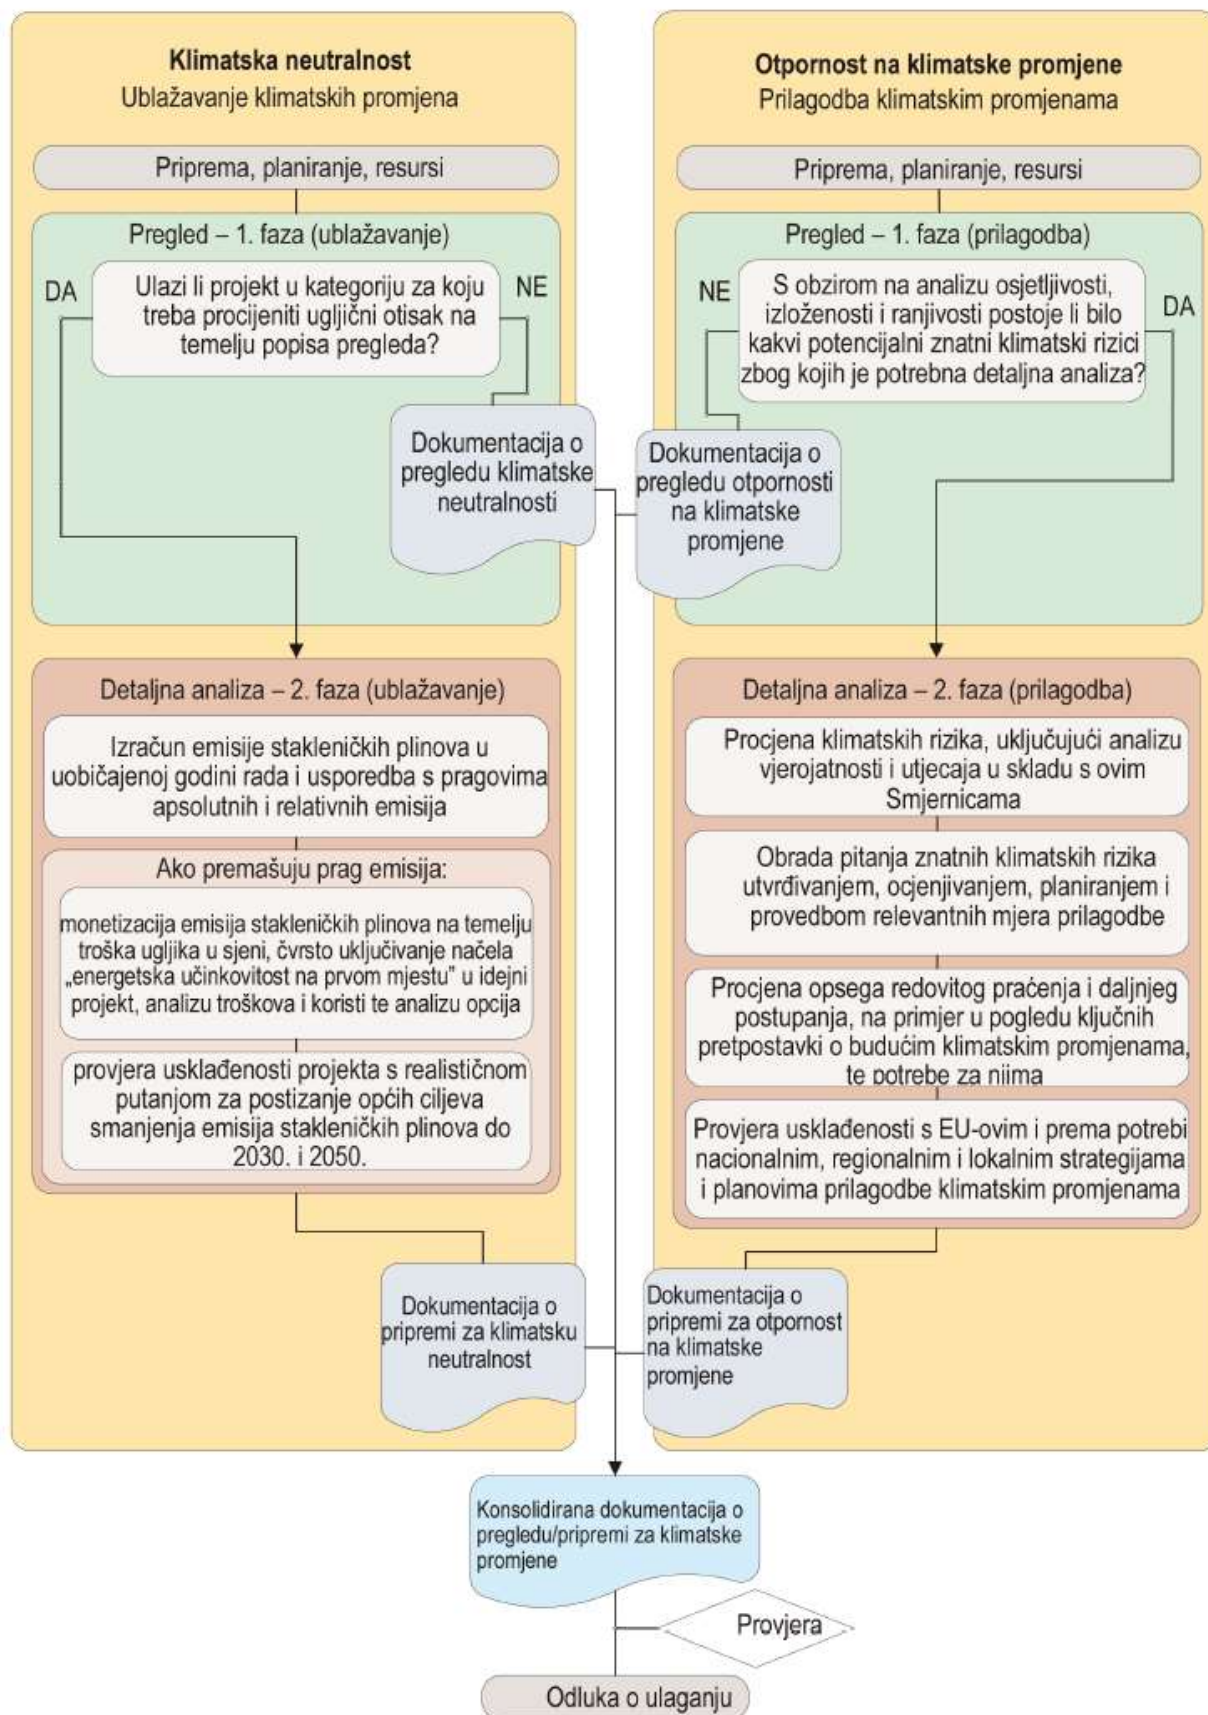 Klimatska neutralnost
Ublažavanje klimatskih promjena
Priprema, planiranje, resursi
Pregled – 1. faza (ublažavanje)
DA
Ulazi li projekt u kategoriju za koju
treba procijeniti ugljični otisak na
temelju popisa pregleda?
NE
Dokumentacija o
pregledu klimatske
neutralnosti
Detaljna analiza – 2. faza (ublažavanje)
Izračun emisije stakleničkih plinova u
uobičajenoj godini rada i usporedba s pragovima
apsolutnih i relativnih emisija
Ako premašuju prag emisija:
monetizacija emisija stakleničkih plinova na temelju
troška ugljika u sjeni, čvrsto uključivanje načela
„energetska učinkovitost na prvom mjestu” u idejni
projekt, analizu troškova i koristi te analizu opcija
provjera usklađenosti projekta s realističnom
putanjom za postizanje općih ciljeva
smanjenja emisija stakleničkih plinova do
2030. i 2050.
Dokumentacija o
pripremi za klimatsku
neutralnost
Otpornost na klimatske promjene
Prilagodba klimatskim promjenama
Priprema, planiranje, resursi
Pregled – 1. faza (prilagodba)
NE
S obzirom na analizu osjetljivosti,
izloženosti i ranjivosti postoje li bilo
kakvi potencijalni znatni klimatski rizici
zbog kojih je potrebna detaljna analiza?
DA
Dokumentacija o
pregledu otpornosti
na klimatske
promjene
Detaljna analiza – 2. faza (prilagodba)
Procjena klimatskih rizika, uključujući analizu
vjerojatnosti i utjecaja u skladu s ovim
Smjernicama
Obrada pitanja znatnih klimatskih rizika
utvrđivanjem, ocjenjivanjem, planiranjem i
provedbom relevantnih mjera prilagodbe
Procjena opsega redovitog praćenja i daljnjeg
postupanja, na primjer u pogledu ključnih
pretpostavki o budućim klimatskim promjenama,
te potrebe za njima
Provjera usklađenosti s EU-ovim i prema potrebi
nacionalnim, regionalnim i lokalnim strategijama
i planovima prilagodbe klimatskim promjenama
Dokumentacija o
pripremi za otpornost
na klimatske
promjene
Konsolidirana dokumentacija o
pregledu/pripremi za klimatske
promjene
Provjera
Odluka o ulaganju